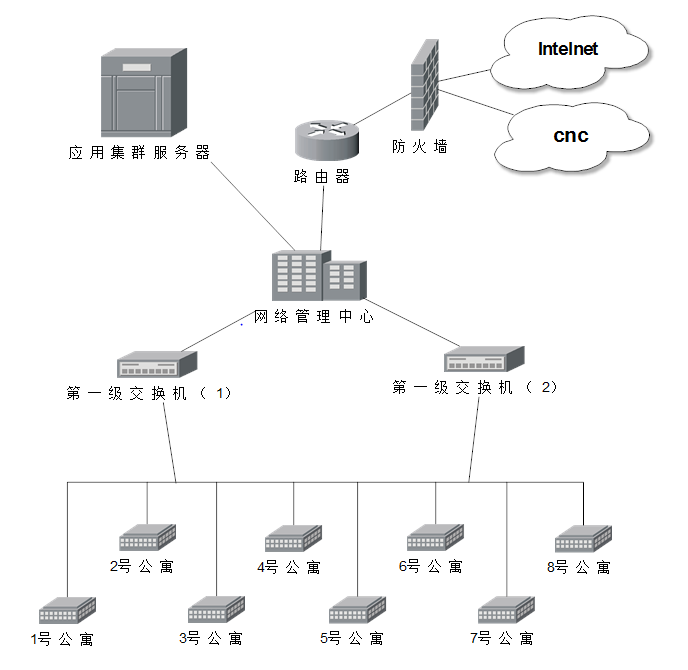 Intelnet
cnc
应用集群服务器
防火墙
路由器
网络管理中心
第一级交换机（1）
第一级交换机（2）
2号公寓
4号公寓
6号公寓
8号公寓
1号公寓
3号公寓
5号公寓
7号公寓